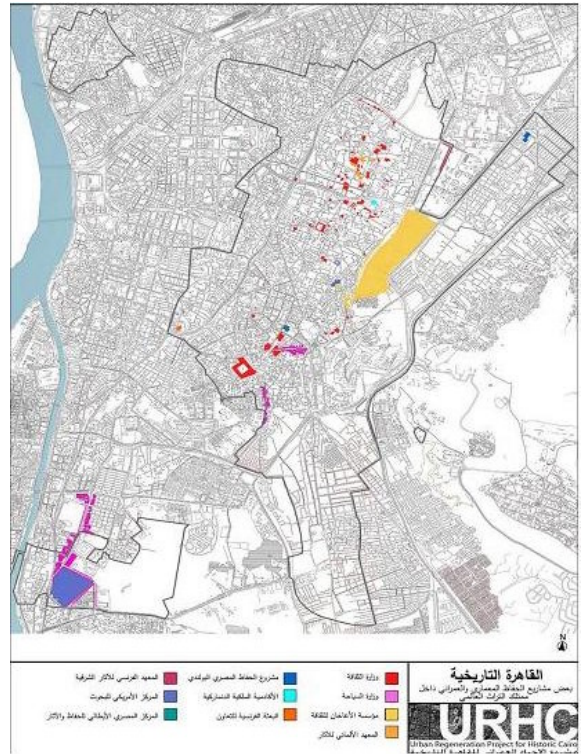 N
القاهرة التاريخية
بعض مشاريع الحفاظ المعماري والعمراني داخل
ممتلك التراث العالمي
وزارة الثقافة
وزارة السياحة
مؤسسة الأغاخان للثقافة
المعهد الألماني للآثار
مشروع الحفاظ المصري البولندي
الأكاديمية الملكية الدنماركية
البعثة الفرنسية للتعاون
المعهد الفرنسي للآثار الشرقية
المركز الأمريكي للبحوث
المركز المصري الإيطالي للحفاظ والآثار
URHC
Urban Regeneration Project for Historic Cairo